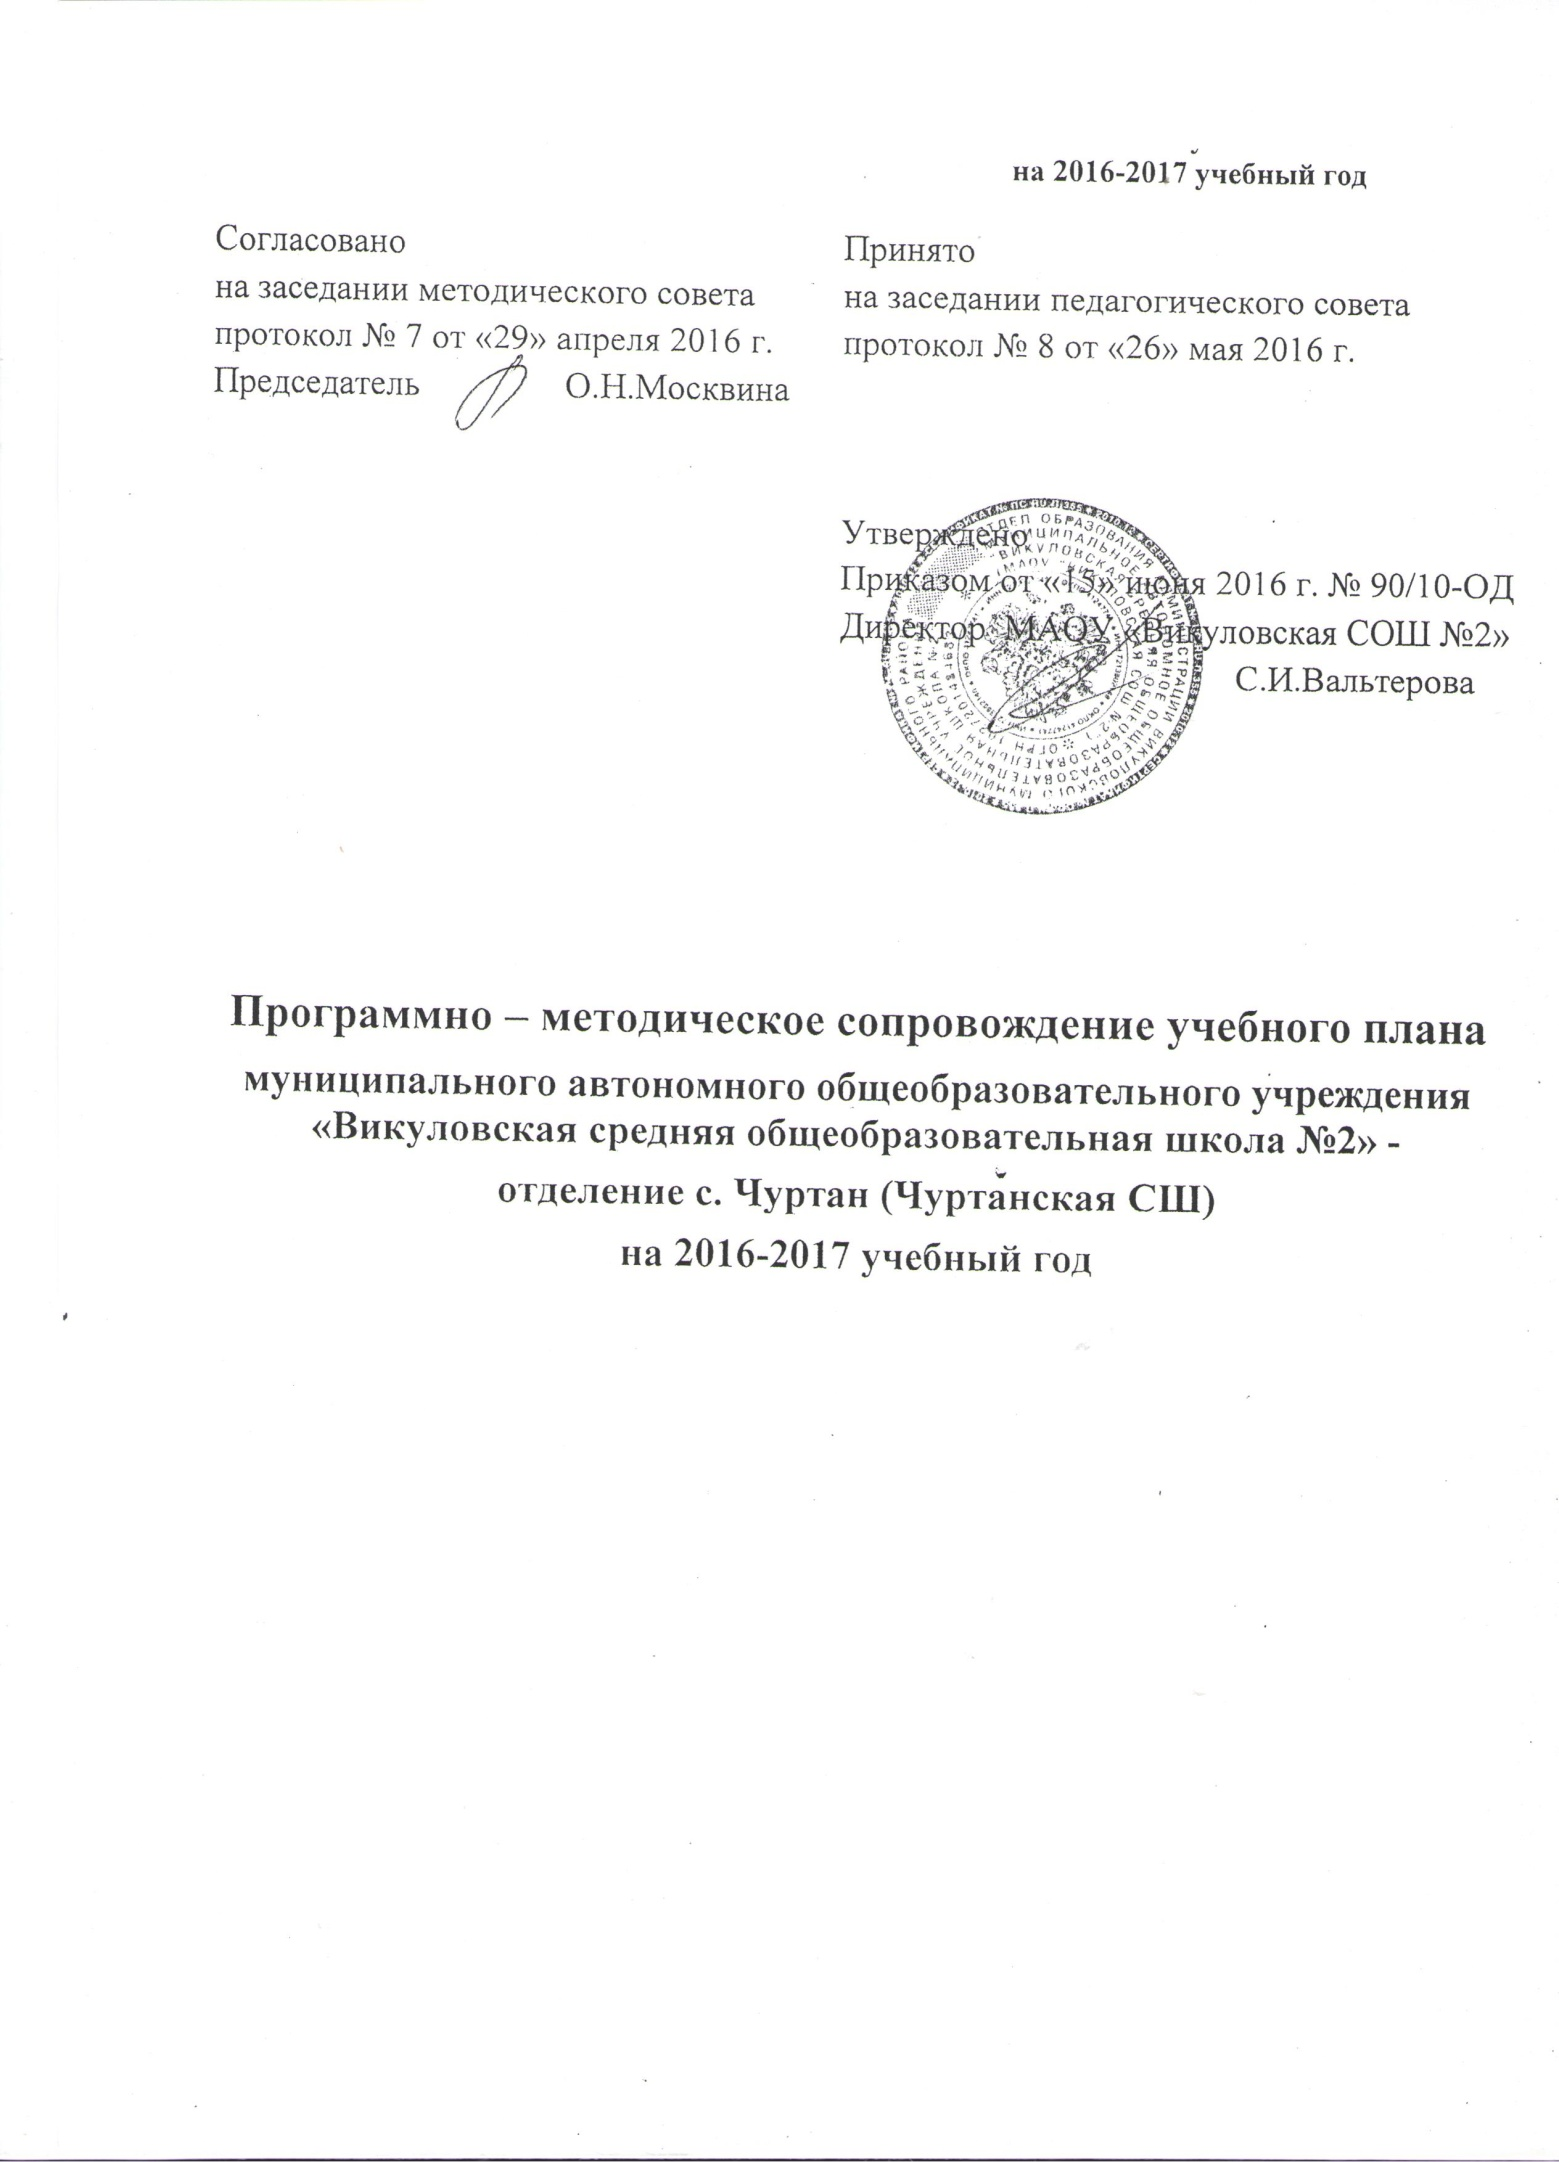 на 2016-2017 учебный год
Согласовано
на заседании методического совета
протокол № 7 от «29» апреля 2016 г.
Председатель О.Н.Москвина
Принято
на заседании педагогического совета
протокол № 8 от «26» мая 2016 г.
Утверждено
Приказом от «15» июня 2016 г. № 90/10-ОД
Директор МАОУ «Викуловская СОШ №2»
С.И.Вальтерова
Программно – методическое сопровождение учебного плана
муниципального автономного общеобразовательного учреждения
«Викуловская средняя общеобразовательная школа №2» -
отделение с. Чуртан (Чуртанская СШ)
на 2016-2017 учебный год